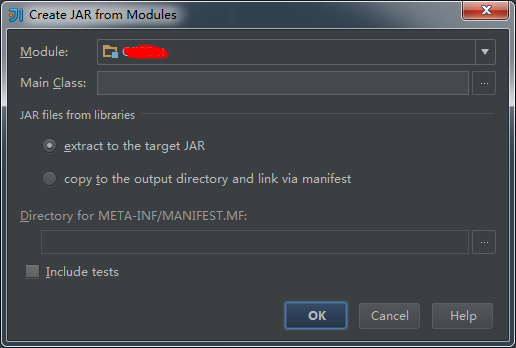 Create JAR from Modules
Module:
Main Class:
...
JAR files from libraries
extract to the target JAR
copy to the output directory and link via manifest
Directory for META-INF/MANIFEST.MF:
...
Include tests
OK
Cancel
Help